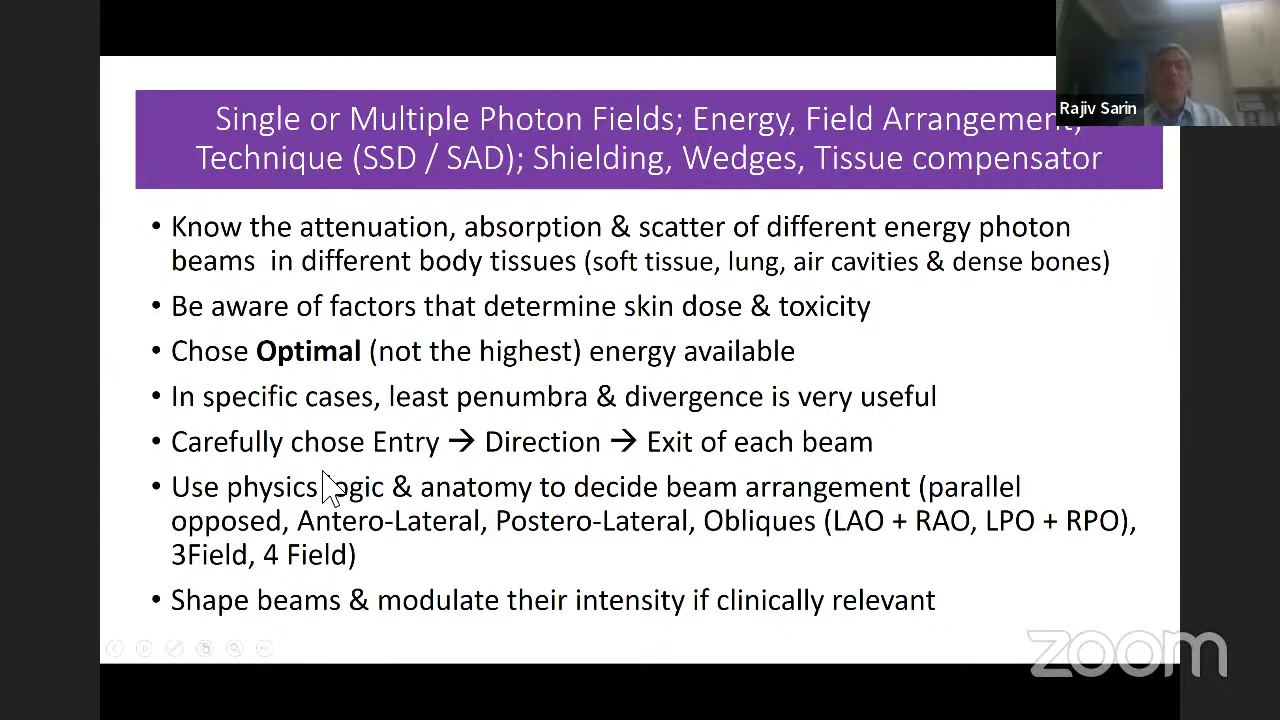 Single or Multiple Photon Fields; Energy, Field Arrangement,
Technique (SSD / SAD); Shielding, Wedges, Tissue compensator
Rajiv Sarin
• Know the attenuation, absorption & scatter of different energy photon
beams in different body tissues (soft tissue, lung, air cavities & dense bones)
• Be aware of factors that determine skin dose & toxicity
• Chose Optimal (not the highest) energy available
• In specific cases, least penumbra & divergence is very useful
• Carefully chose Entry → Direction → Exit of each beam
• Use physics logic & anatomy to decide beam arrangement (parallel
opposed, Antero-Lateral, Postero-Lateral, Obliques (LAO + RAO, LPO + RPO),
3Field, 4 Field)
• Shape beams & modulate their intensity if clinically relevant
zoom